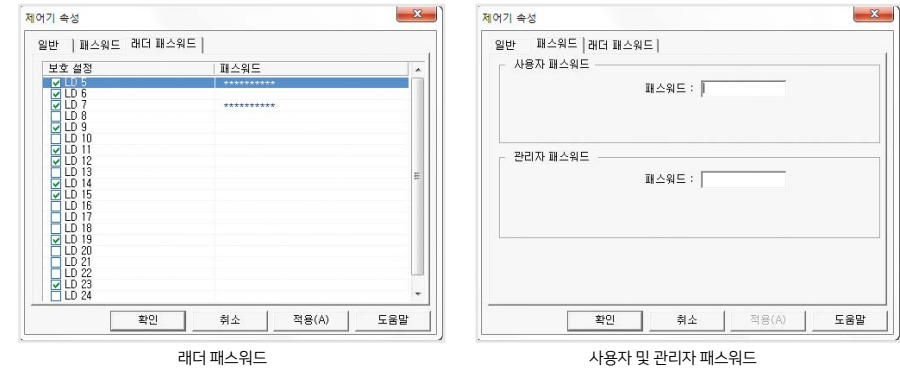 제어기 속성
일반 패스워드 래더 패스워드
보호 설정 패스워드
LD 5 **********
LD 6
LD 7 **********
LD 8
LD 9
LD 10
LD 11
LD 12
LD 13
LD 14
LD 15
LD 16
LD 17
LD 18
LD 19
LD 20
LD 21
LD 22
LD 23
LD 24
확인 취소 적용(A) 도움말
래더 패스워드
제어기 속성
일반 패스워드 래더 패스워드
사용자 패스워드
패스워드 :
관리자 패스워드
패스워드 :
확인 취소 적용(A) 도움말
사용자 및 관리자 패스워드